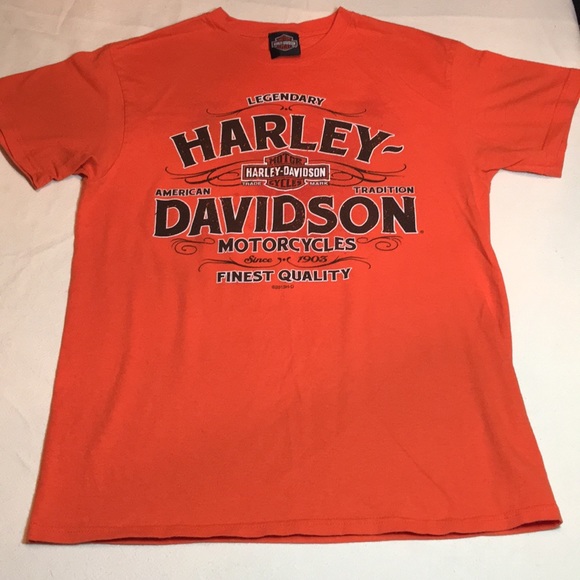 LEGENDARY
HARLEY-
MOTOR
HARLEY-DAVIDSON
TRADE MARK
CYCLES
AMERICAN TRADITION
DAVIDSON
MOTORCYCLES
Since 1903
FINEST QUALITY